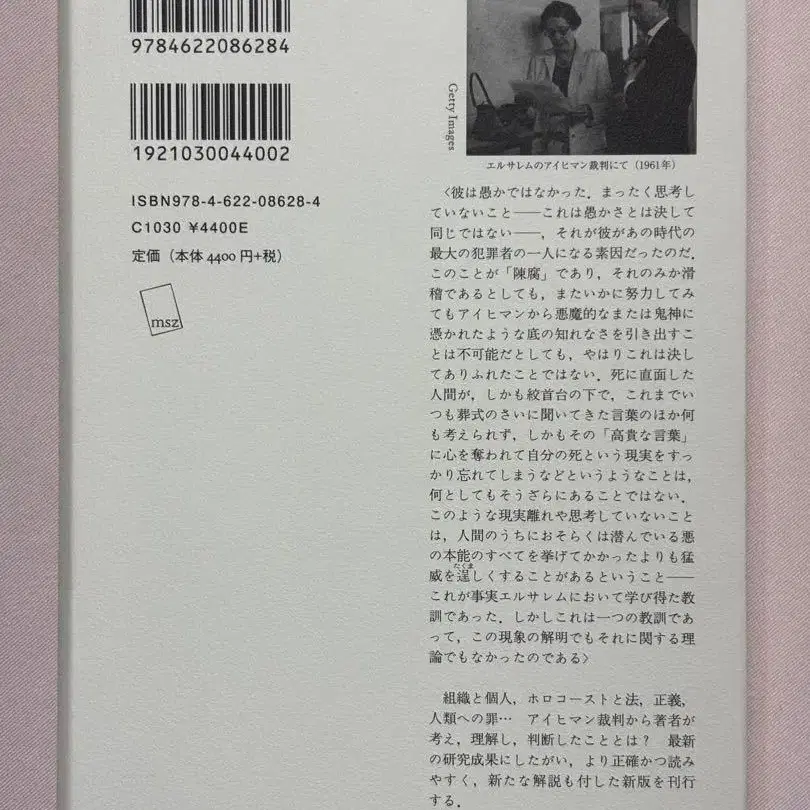 9784622086284
1921030044002
ISBN978-4-622-08628-4
C1030 ¥4400E
定価（本体 4400 円+税）
msz
Getty Images
エルサレムのアイヒマン裁判にて（1961年）
〈彼は愚かではなかった．まったく思考し
ていないこと――これは愚かさとは決して
同じではない――，それが彼があの時代の
最大の犯罪者の一人になる素因だったのだ．
このことが「陳腐」であり，それのみか滑
稽であるとしても，またいかに努力してみ
てもアイヒマンから悪魔的なまたは鬼神に
憑かれたような底の知れなさを引き出すこ
とは不可能だとしても，やはりこれは決し
てありふれたことではない．死に直面した
人間が，しかも絞首台の下で，これまでい
つも葬式のさいに聞いてきた言葉のほか何
も考えられず，しかもその「高貴な言葉」
に心を奪われて自分の死という現実をすっ
かり忘れてしまうなどというようなことは，
何としてもそうざらにあることではない．
このような現実離れや思考していないこと
は，人間のうちにおそらくは潜んでいる悪
の本能のすべてを挙げてかかったよりも猛
威を逞しくすることがあるということ――
たくま
これが事実エルサレムにおいて学び得た教
訓であった．しかしこれは一つの教訓であ
って，この現象の解明でもそれに関する理
論でもなかったのである〉
組織と個人，ホロコーストと法，正義，
人類への罪… アイヒマン裁判から著者が
考え，理解し，判断したこととは？ 最新
の研究成果にしたがい，より正確かつ読み
やすく，新たな解説も付した新版を刊行
する．